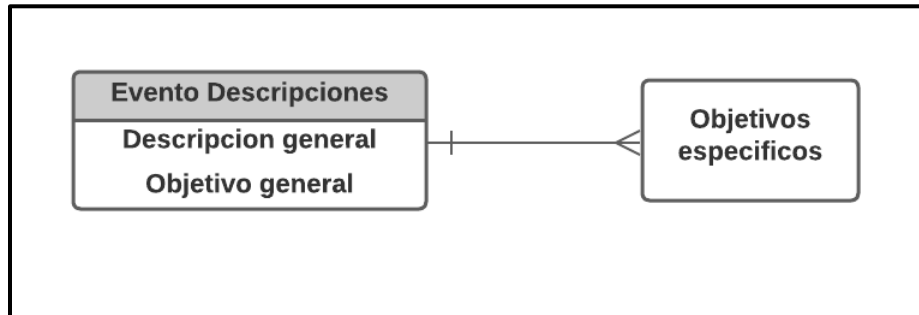 Evento Descripciones
Descripcion general
Objetivo general
Objetivos
especificos